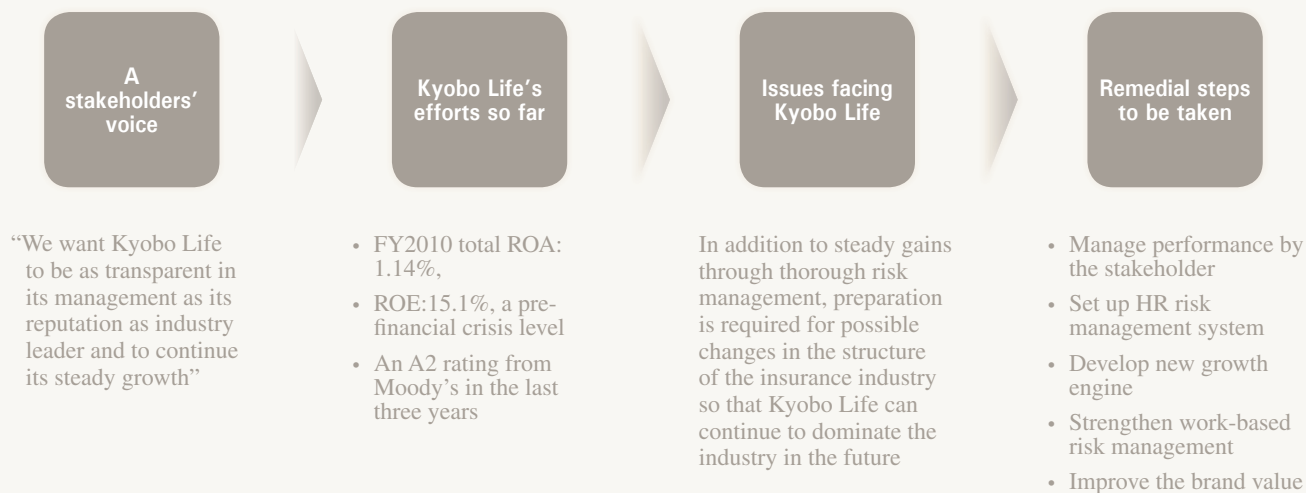 A
stakeholders'
voice
Kyobo Life's
efforts so far
Issues facing
Kyobo Life
Remedial steps
to be taken
“We want Kyobo Life
to be as transparent in
its management as its
reputation as industry
leader and to continue
its steady growth”
• FY2010 total ROA:
1.14%,
• ROE:15.1%, a pre-
financial crisis level
• An A2 rating from
Moody's in the last
three years
In addition to steady gains
through thorough risk
management, preparation
is required for possible
changes in the structure
of the insurance industry
so that Kyobo Life can
continue to dominate the
industry in the future
• Manage performance by
the stakeholder
• Set up HR risk
management system
• Develop new growth
engine
• Strengthen work-based
risk management
• Improve the brand value